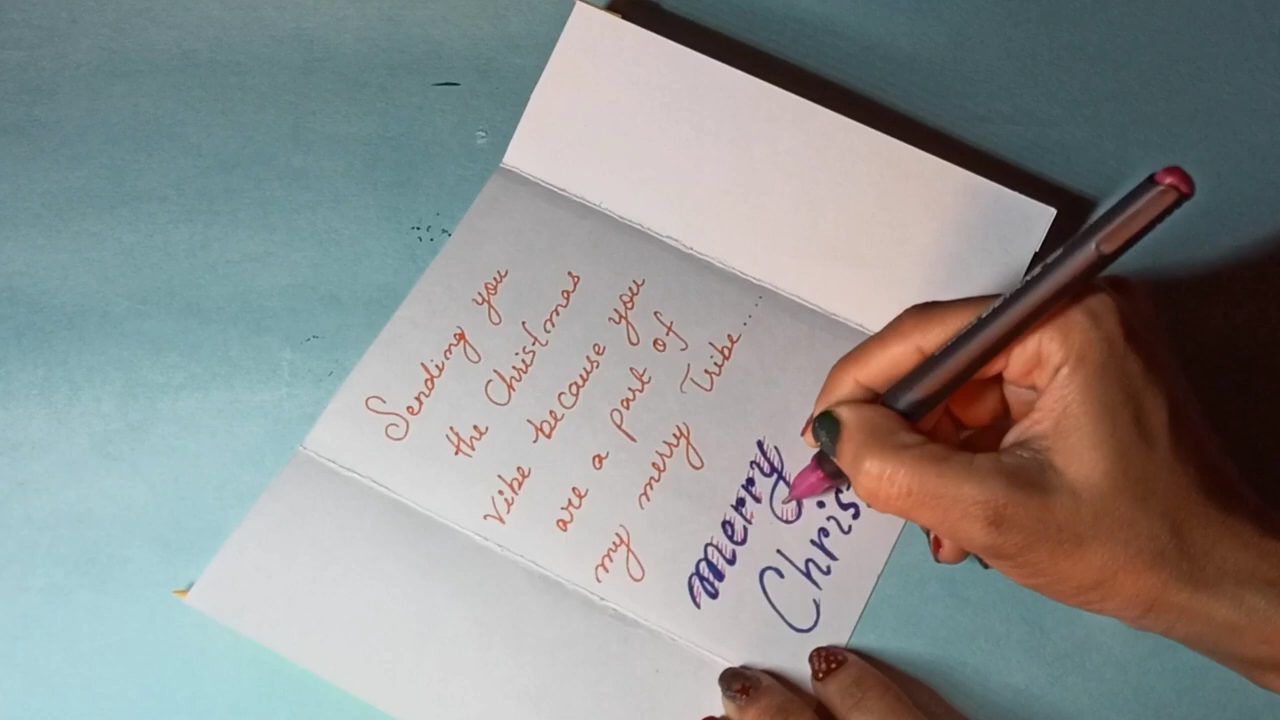 Sending you
the Christmas
Vibe because you
are a part of
my merry Tribe....
merry
Chris